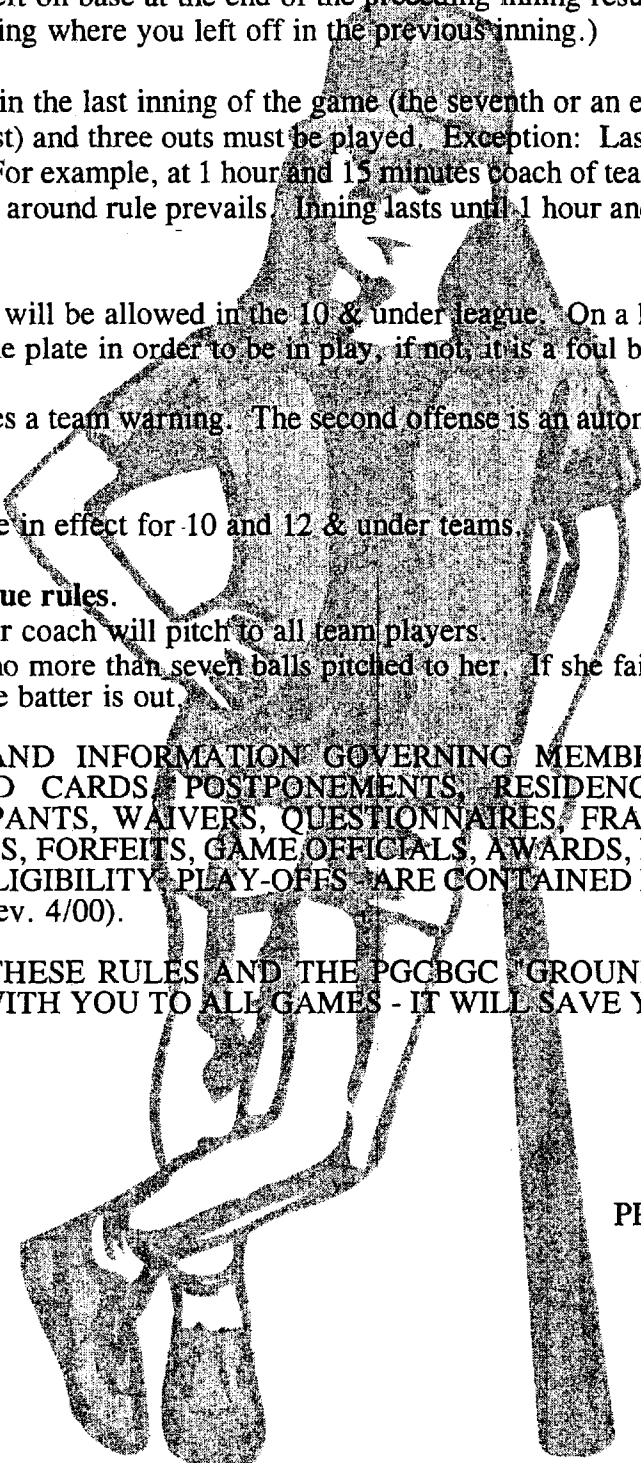 left on base at the end of the preceding inning resu
ing where you left off in the previous inning.)
in the last inning of the game (the seventh or an e
st) and three outs must be played. Exception: Las
For example, at 1 hour and 15 minutes coach of tea
around rule prevails. Inning lasts until 1 hour and
will be allowed in the 10 & under league. On a
e plate in order to be in play, if not, it is a foul b
es a team warning. The second offense is an autom
e in effect for 10 and 12 & under teams.
ue rules.
r coach will pitch to all team players.
no more than seven balls pitched to her. If she fai
e batter is out.
AND INFORMATION GOVERNING MEMBE
D CARDS, POSTPONEMENTS, RESIDENC
PANTS, WAIVERS, QUESTIONNAIRES, FRA
S, FORFEITS, GAME OFFICIALS, AWARDS,
LIGIBILITY, PLAY-OFFS - ARE CONTAINED
ev. 4/00).
THESE RULES AND THE PGCBGC "GROUN
WITH YOU TO ALL GAMES - IT WILL SAVE Y
PH